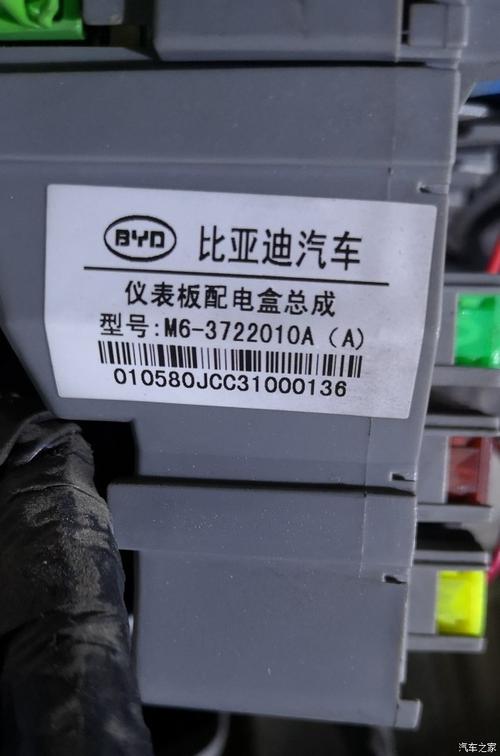 BYD 比亚迪汽车
仪表板配电盒总成
型号:M6-3722010A (A)
010580JCC31000136
汽车之家